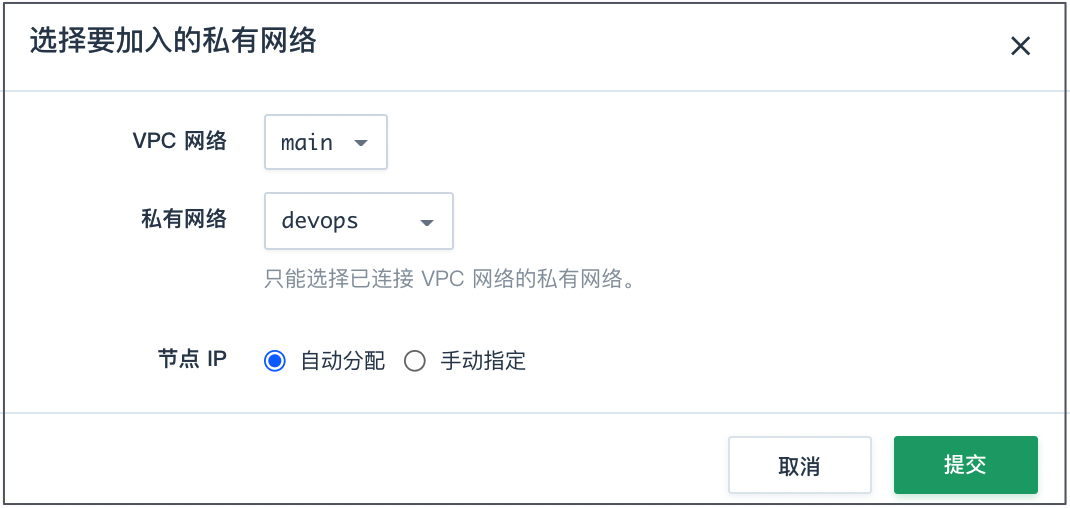 选择要加入的私有网络
VPC 网络 main
私有网络 devops
只能选择已连接 VPC 网络的私有网络。
节点 IP 自动分配 手动指定
取消 提交